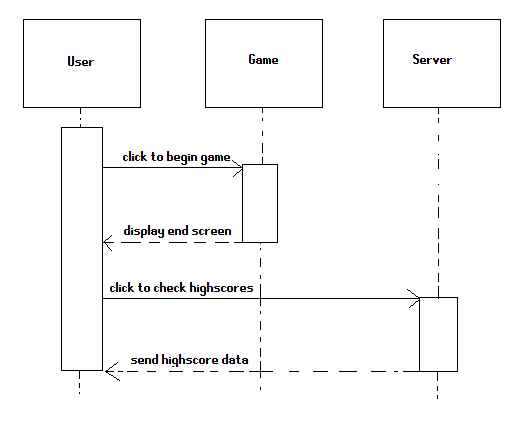 User
Game
Server
click to begin game
display end screen
click to check highscores
send highscore data